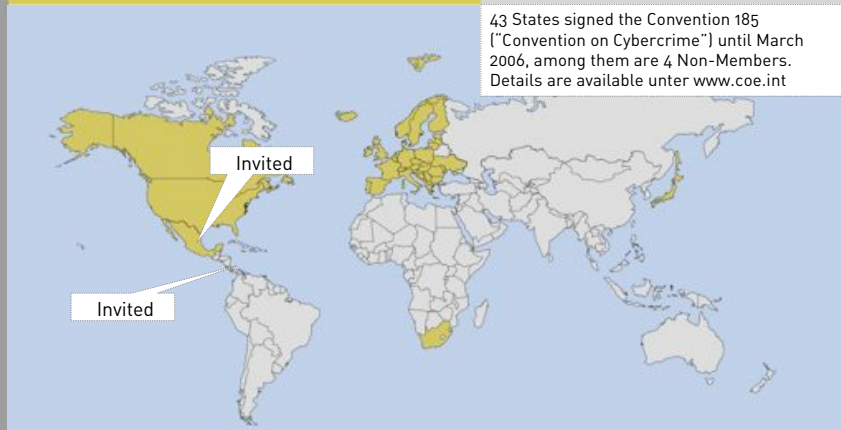 43 States signed the Convention 185
(“Convention on Cybercrime”) until March
2006, among them are 4 Non-Members.
Details are available unter www.coe.int
Invited
Invited